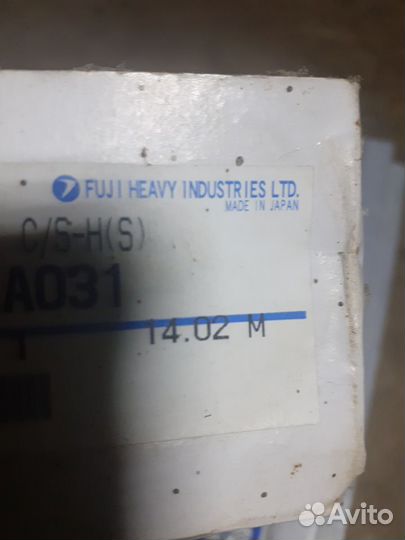 FUJI HEAVY INDUSTRIES LTD.
MADE IN JAPAN
C/S-H(S)
A031
14.02 M
Avito